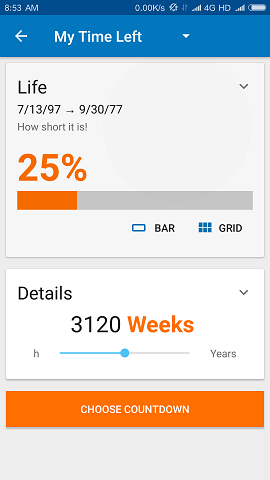 8:53 AM 0.00K/s 4G HD
My Time Left
Life
7/13/97 → 9/30/77
How short it is!
25%
BAR GRID
Details
3120 Weeks
h Years
CHOOSE COUNTDOWN